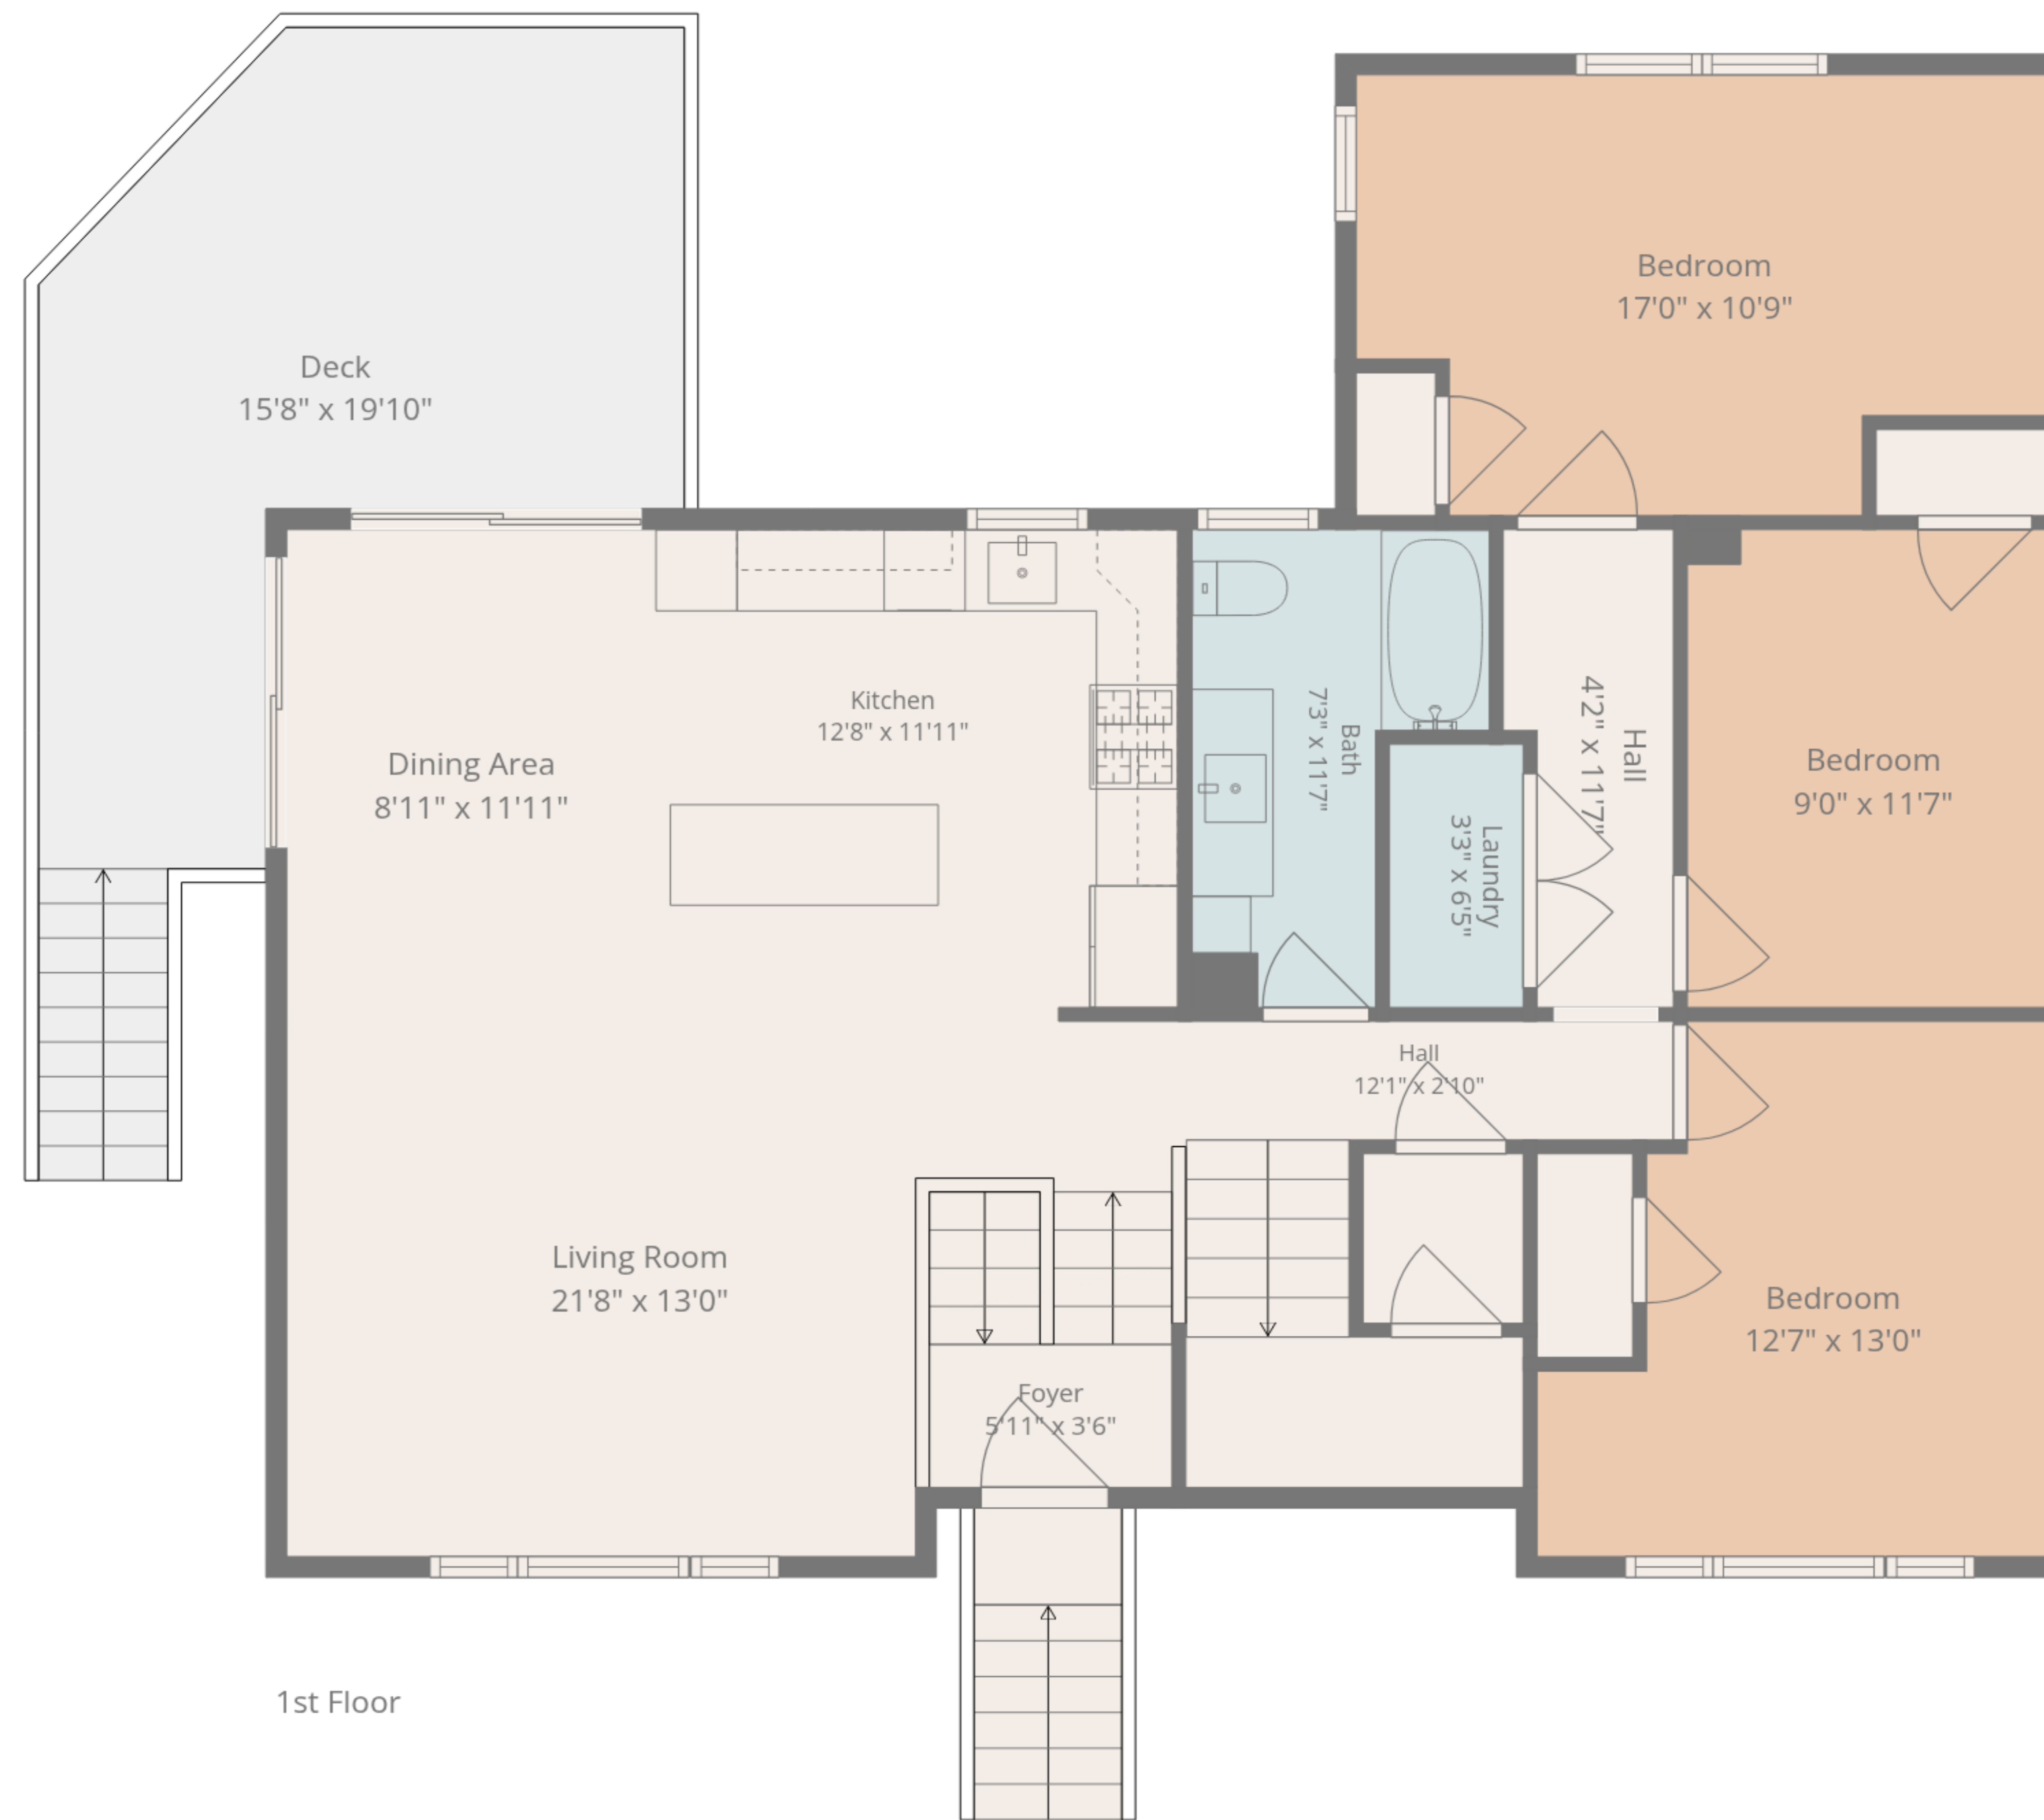 Bedroom
17'0" x 10'9"
Deck
15'8" x 19'10"
Kitchen
12'8" x 11'11"
Dining Area
8'11" x 11'11"
Bath
7'3" x 11'7"
Hall
4'2" x 11'7"
Bedroom
9'0" x 11'7"
Laundry
3'3" x 6'5"
Hall
12'1" x 2'10"
Living Room
21'8" x 13'0"
Bedroom
12'7" x 13'0"
Foyer
5'11" x 3'6"
1st Floor